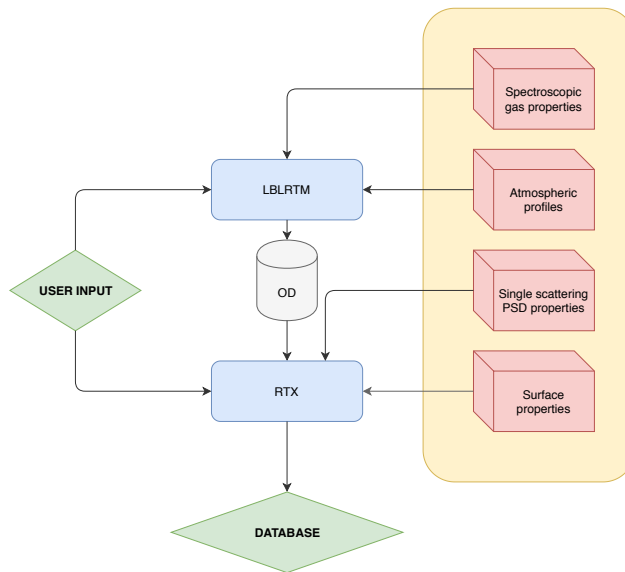 Spectroscopic
gas properties
LBLRTM
Atmospheric
profiles
USER INPUT
OD
Single scattering
PSD properties
RTX
Surface
properties
DATABASE